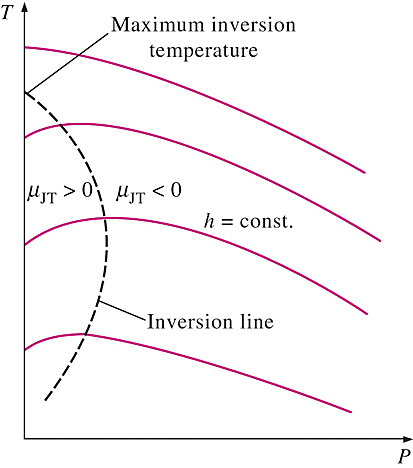 T
Maximum inversion
temperature
μJT > 0
μJT < 0
h = const.
Inversion line
P